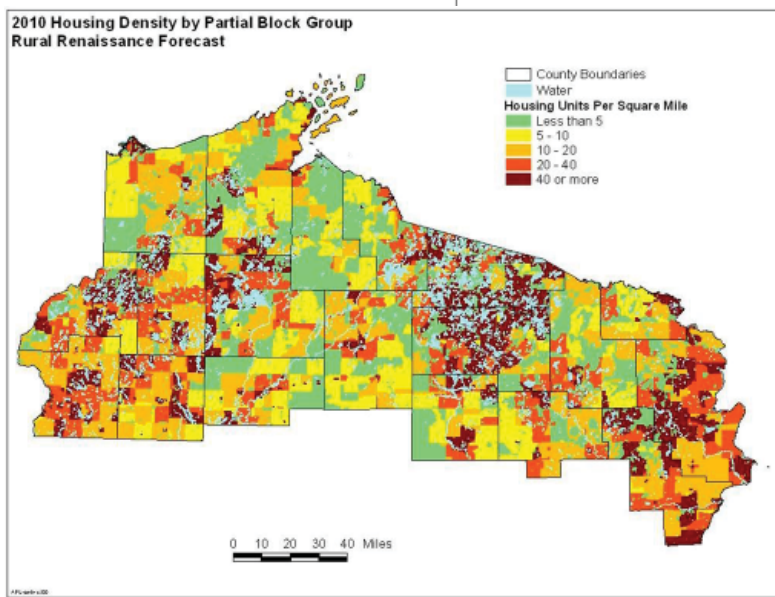 2010 Housing Density by Partial Block Group
Rural Renaissance Forecast
County Boundaries
Water
Housing Units Per Square Mile
Less than 5
5 - 10
10 - 20
20 - 40
40 or more
0 10 20 30 40 Miles